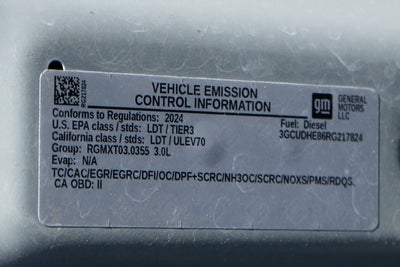 RG217824
VEHICLE EMISSION
CONTROL INFORMATION
gm
GENERAL
MOTORS
LLC
Conforms to Regulations: 2024
Fuel: Diesel
U.S. EPA class / stds: LDT / TIER3
3GCUDHE86RG217824
California class / stds: LDT / ULEV70
Group: RGMXT03.0355 3.0L
Evap: N/A
TC/CAC/EGR/EGRC/DFI/OC/DPF+SCRC/NH3OC/SCRC/NOXS/PMS/RDQS.
CA OBD: II